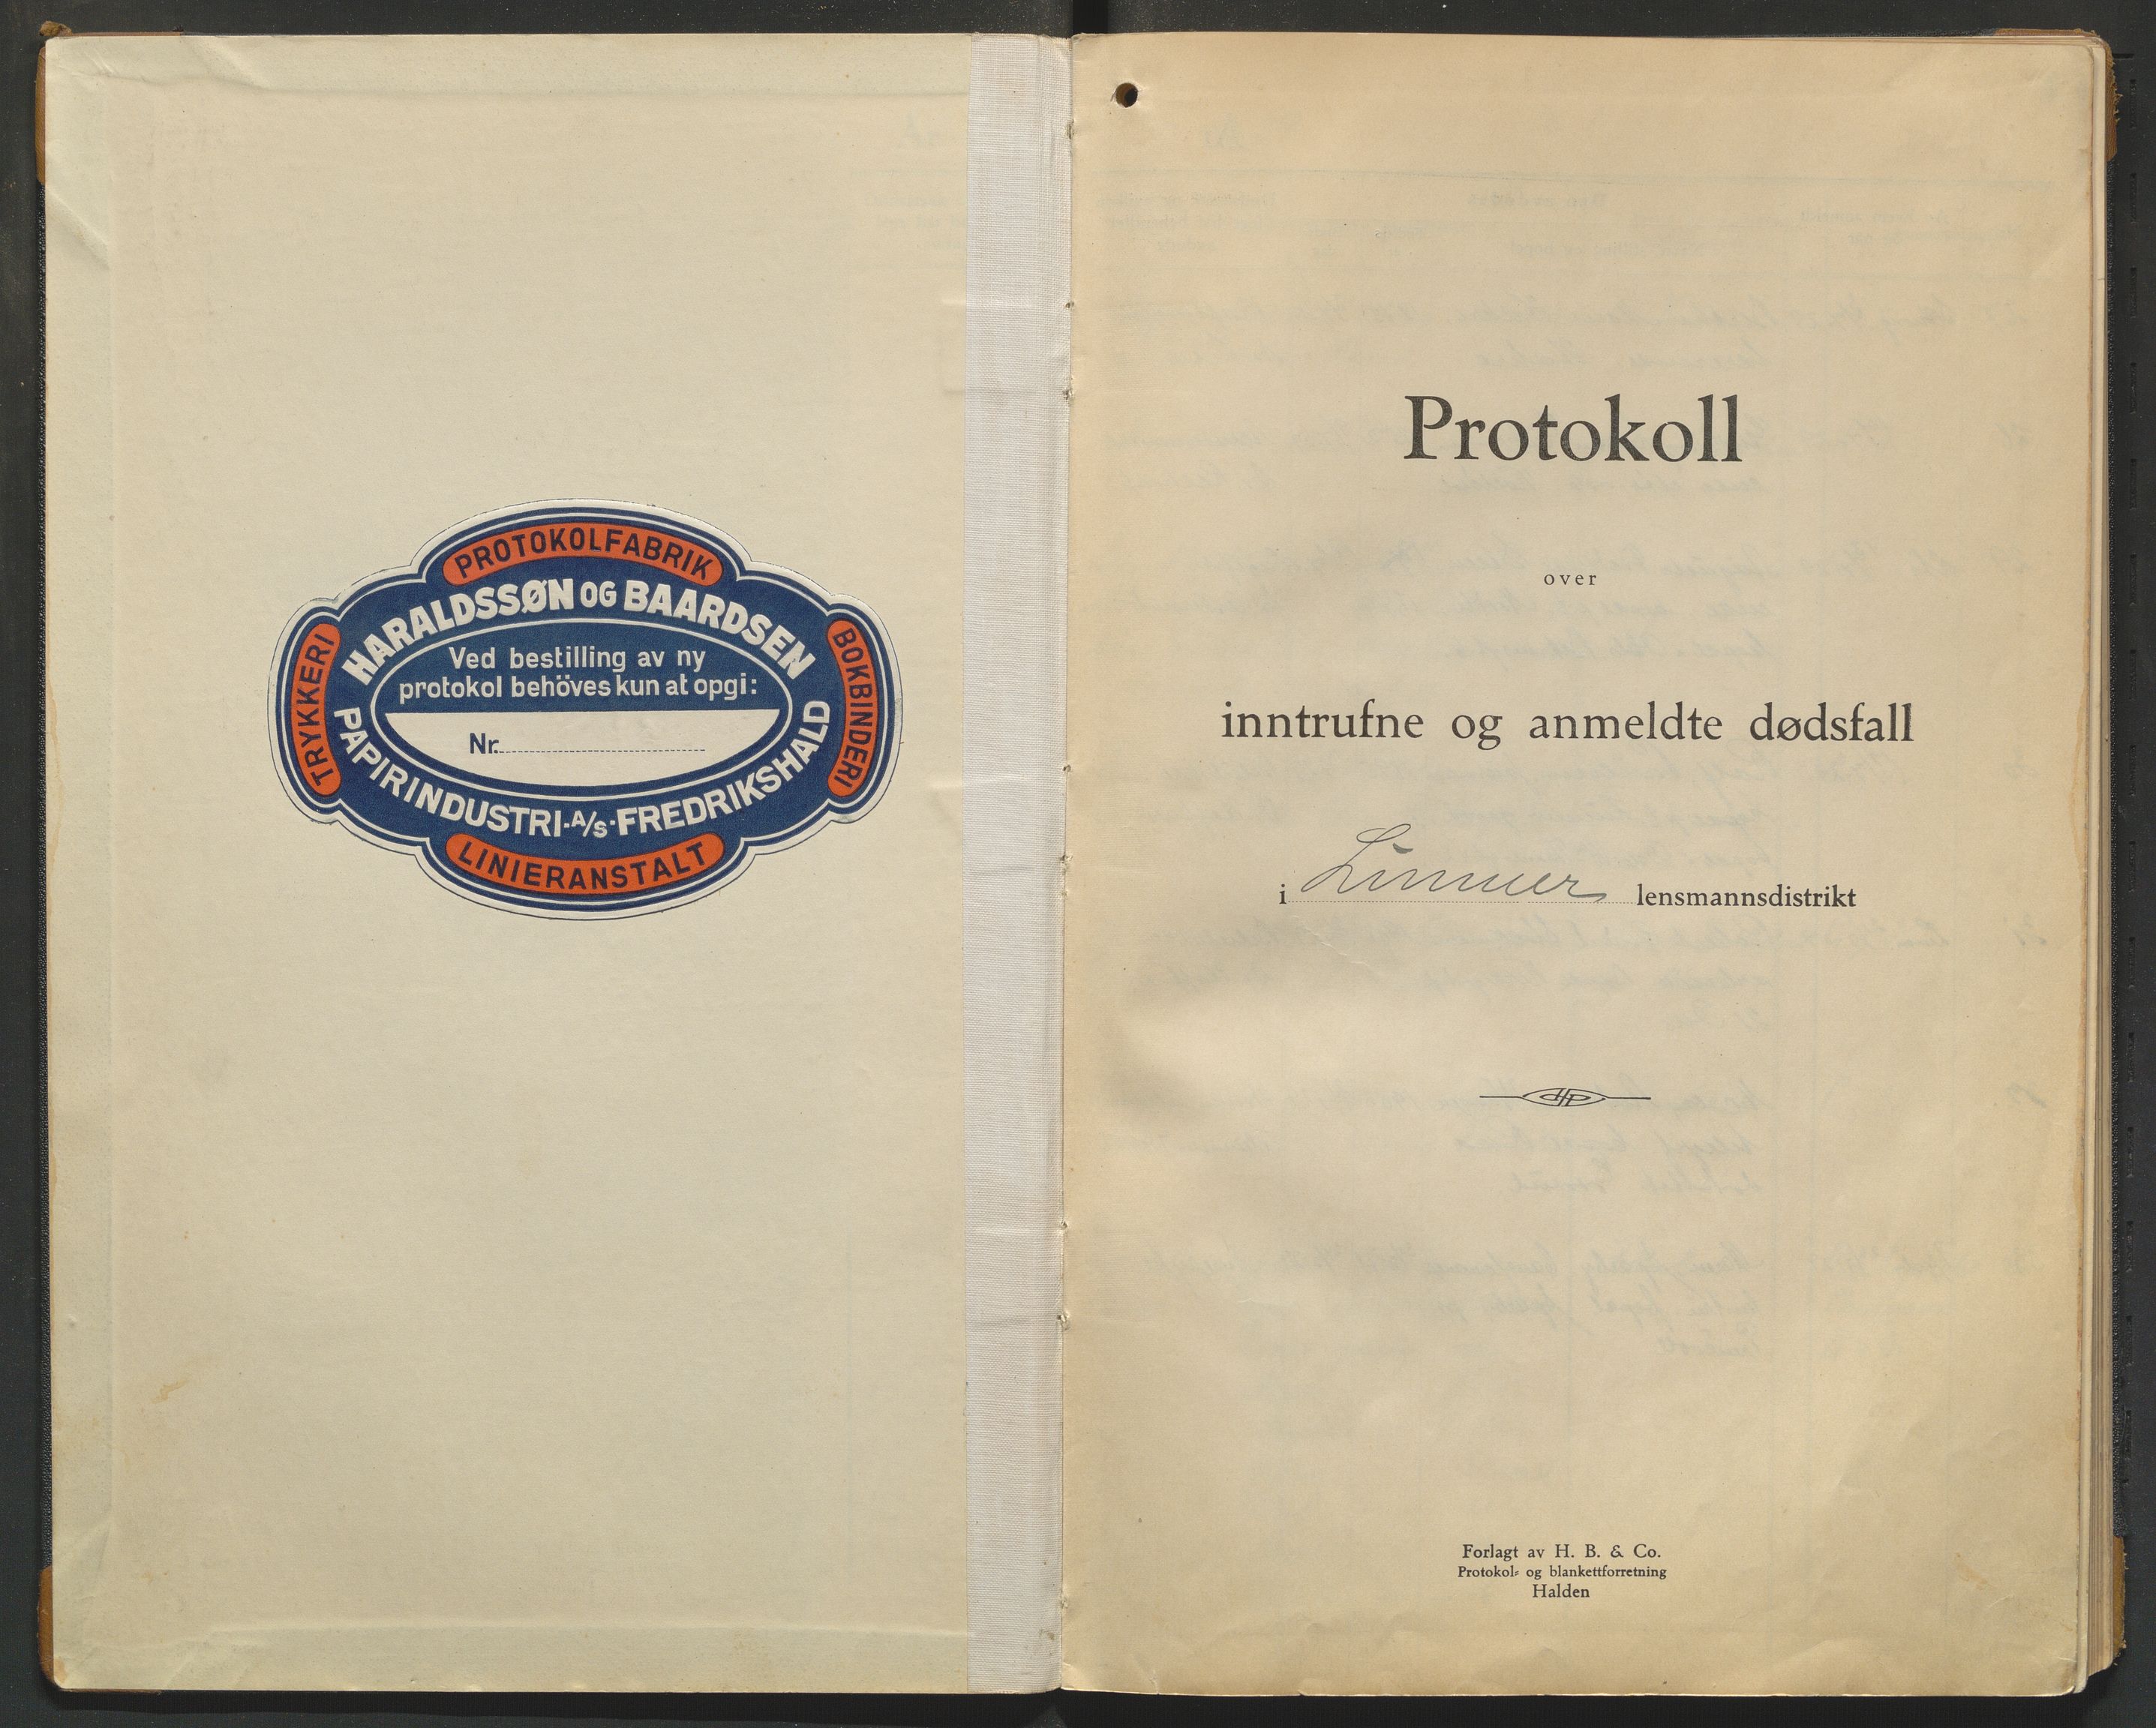 PROTOKOLFABRIK
HARALDSSØN OG BAARDSEN
TRYKKERI
BOKBINDERI
Ved bestilling av ny
protokol behöves kun at opgi:
Nr.
PAPIRINDUSTRI-A/S-FREDRIKSHALD
LINIERANSTALT
Protokoll
over
inntrufne og anmeldte dødsfall
i Lunner lensmannsdistrikt
Forlagt av H. B. & Co.
Protokol- og blankettforretning
Halden